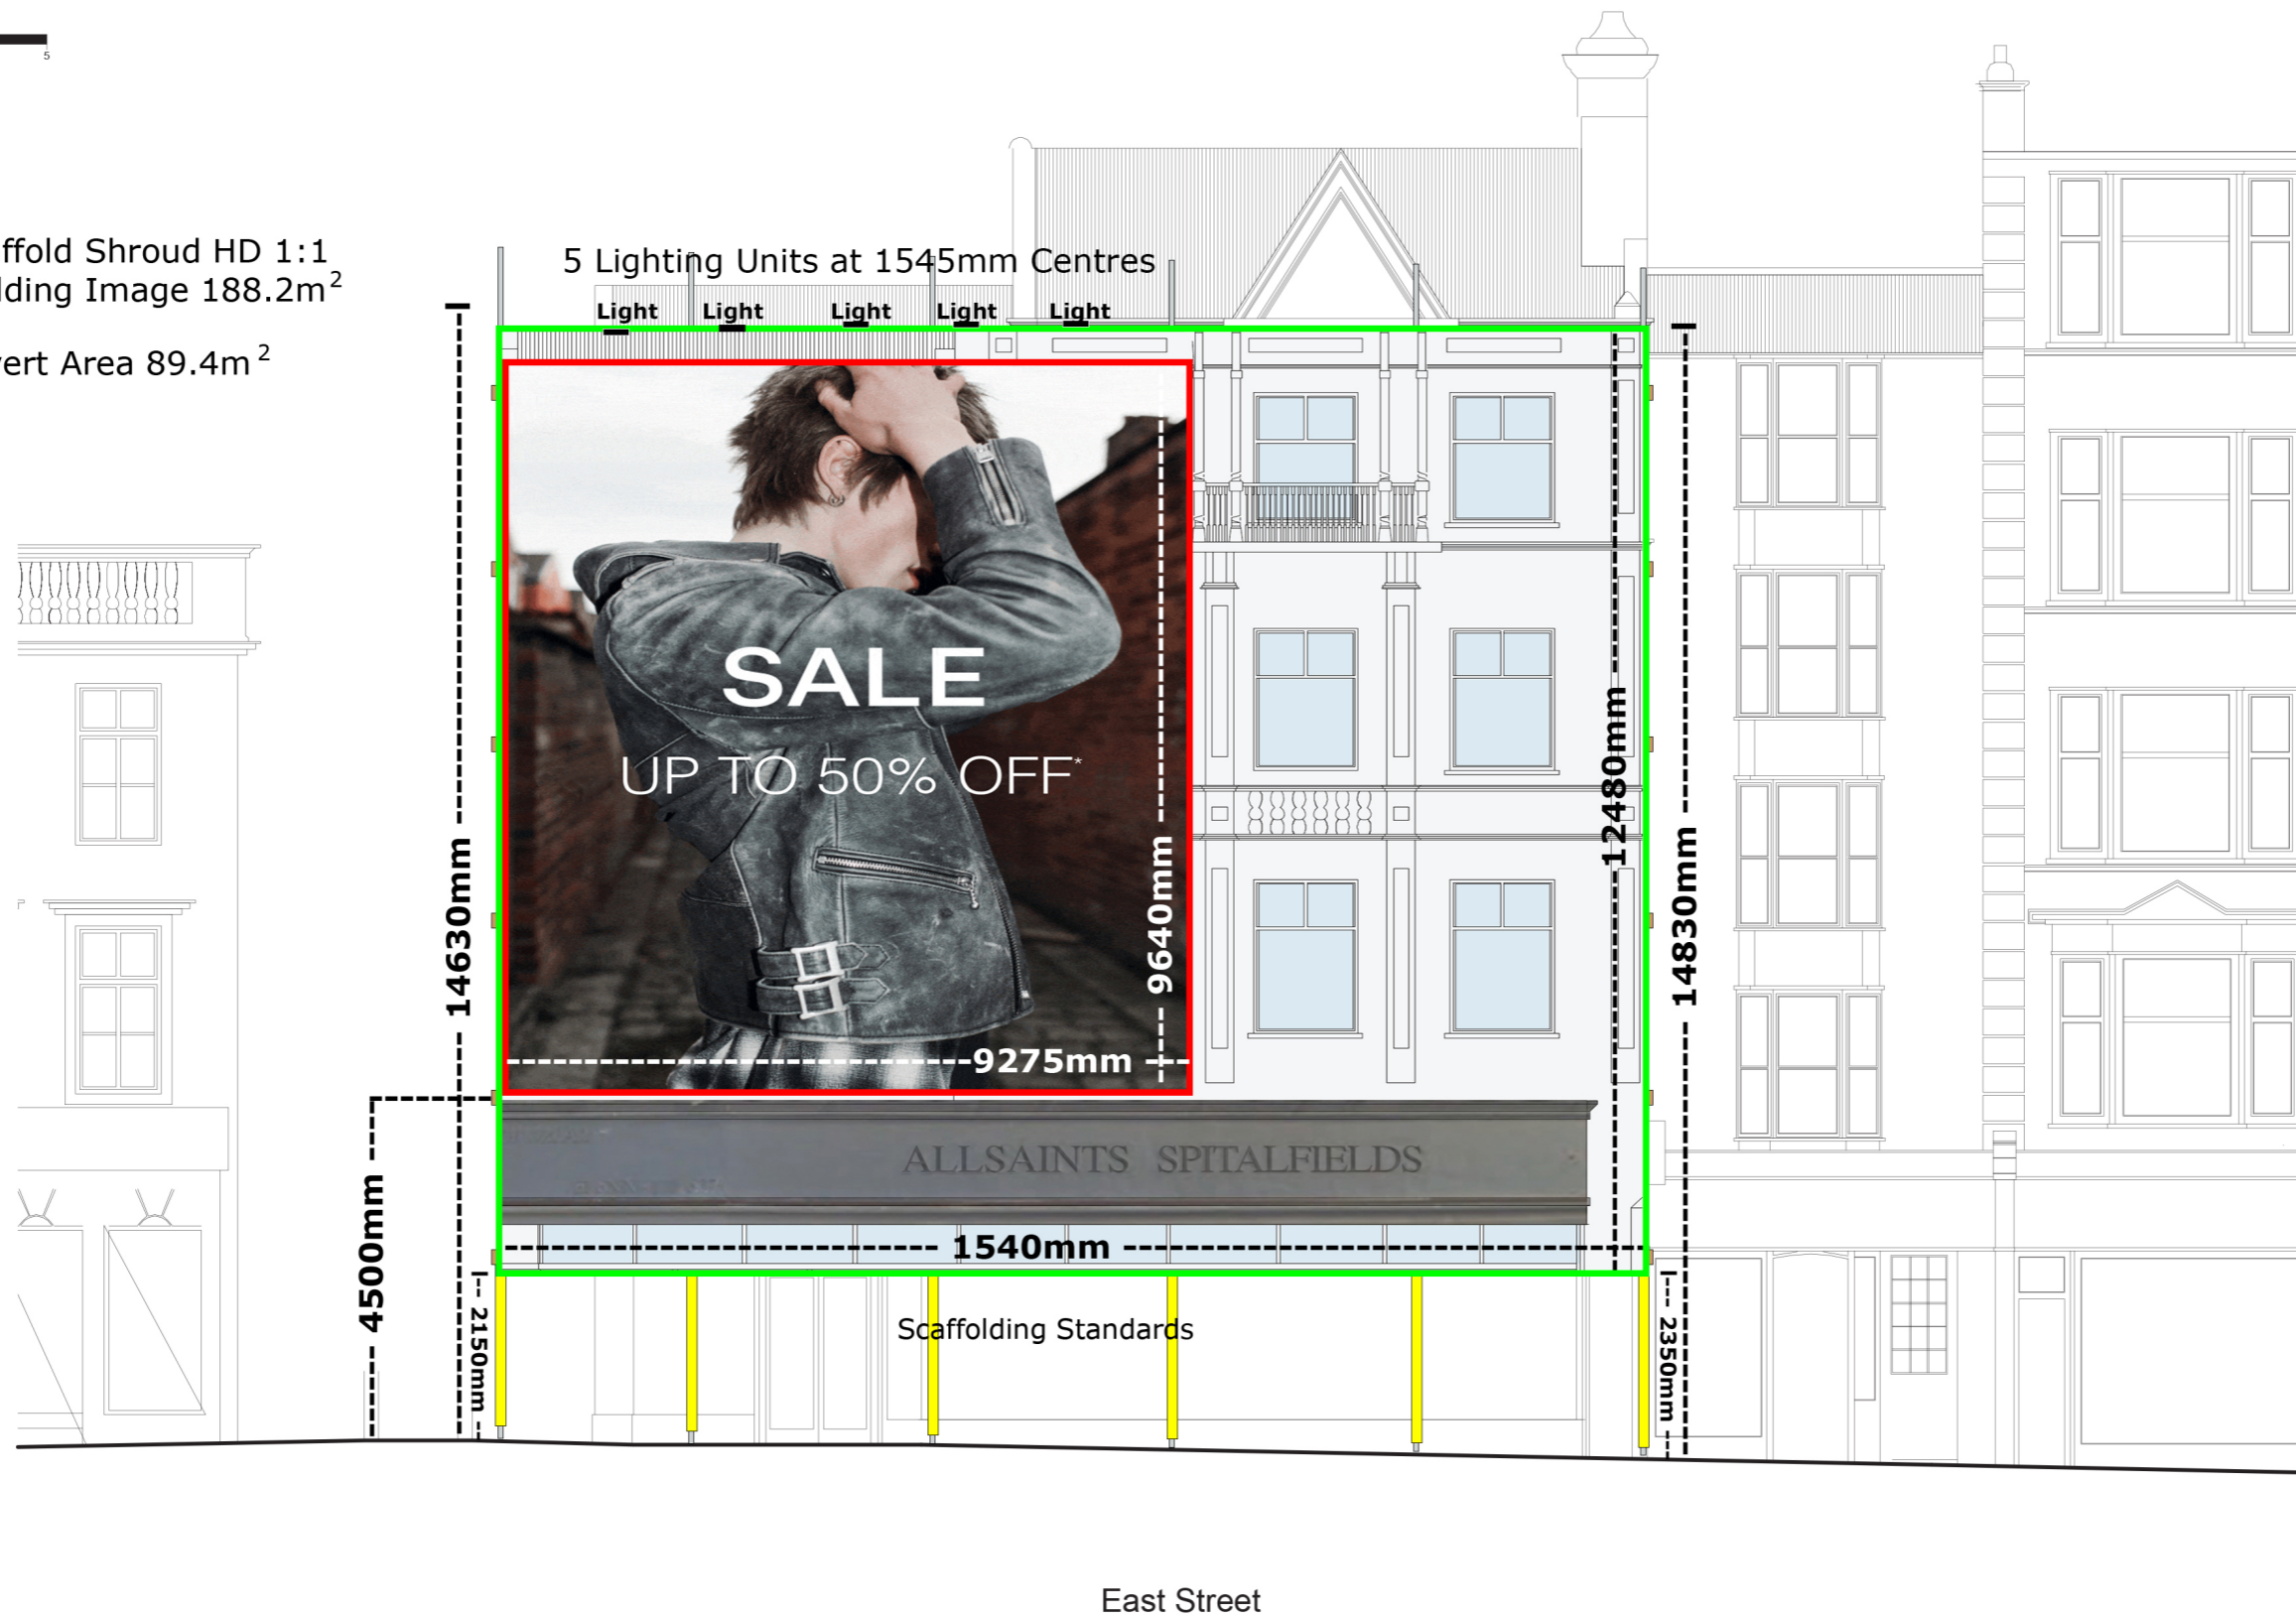 5
ffold Shroud HD 1:1
lding Image 188.2m²
vert Area 89.4m²
5 Lighting Units at 1545mm Centres
Light Light Light Light Light
SALE
UP TO 50% OFF*
9640mm
9275mm
12480mm
14630mm
14830mm
ALLSAINTS SPITALFIELDS
1540mm
4500mm
2150mm
2350mm
Scaffolding Standards
East Street